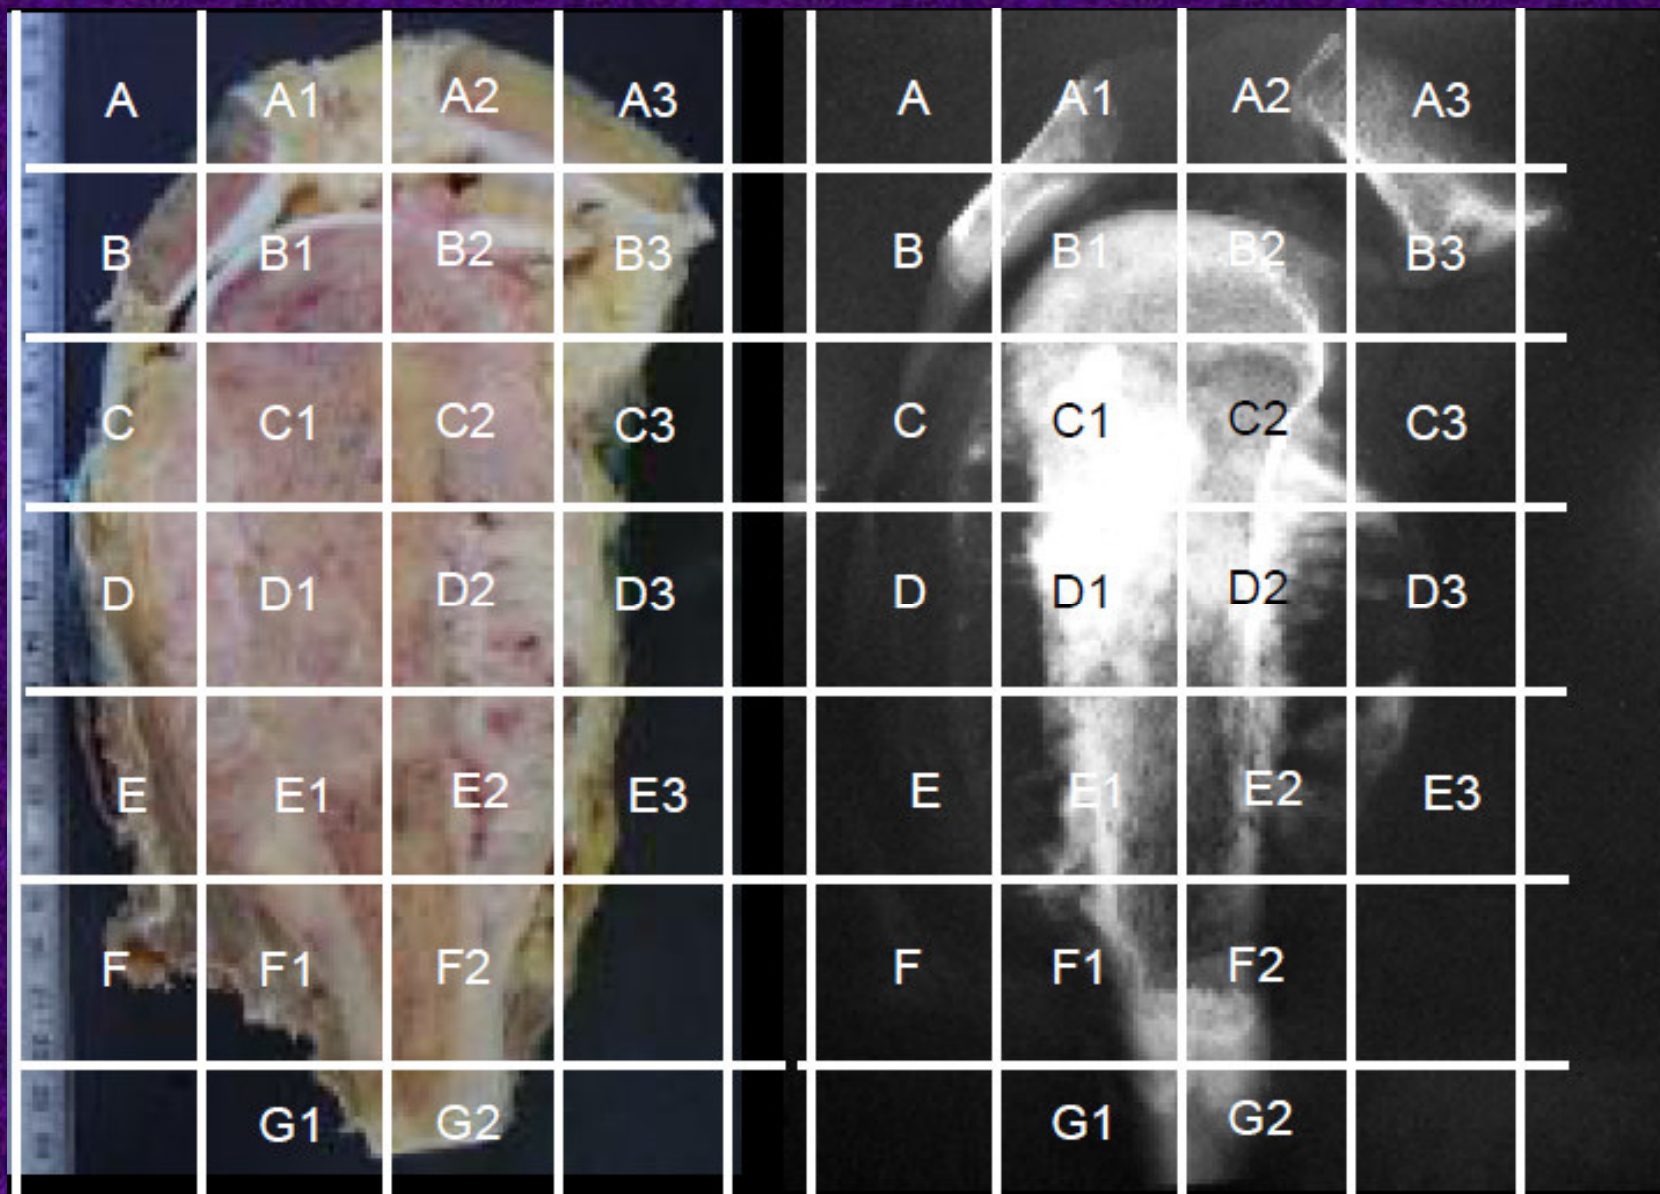 A A1 A2 A3 A A1 A2 A3
B B1 B2 B3 B B1 B2 B3
C C1 C2 C3 C C1 C2 C3
D D1 D2 D3 D D1 D2 D3
E E1 E2 E3 E E1 E2 E3
F F1 F2 F F1 F2
G1 G2 G1 G2